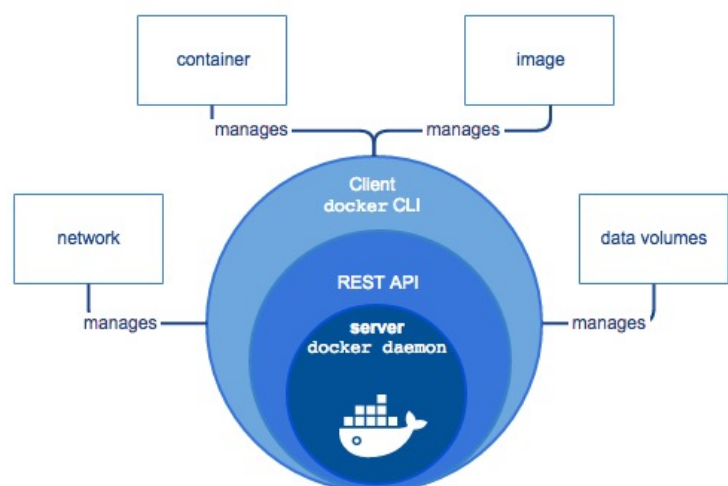 container
image
manages
manages
Client
docker CLI
network
data volumes
REST API
manages
server
manages
docker daemon